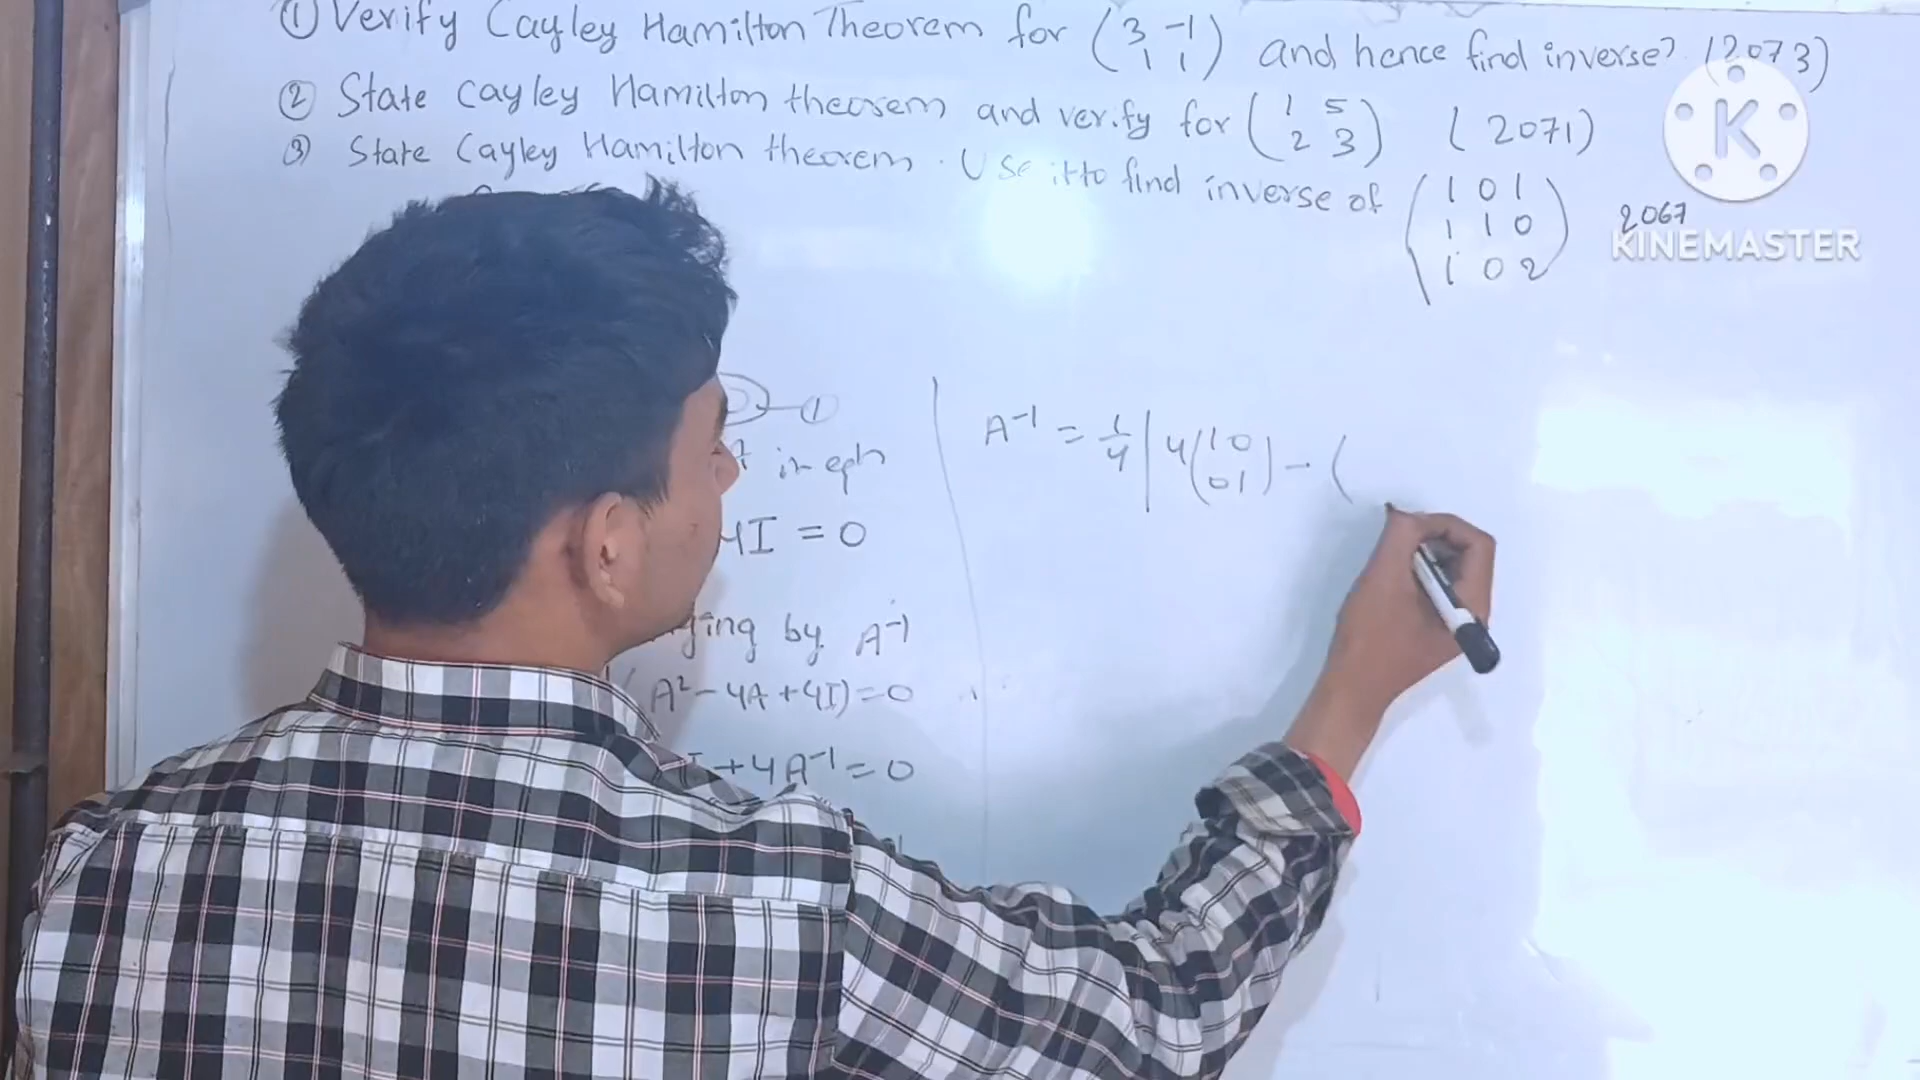 ① Verify Cayley Hamilton Theorem for (3 -1
1 1) and hence find inverse? (2073)
② State Cayley Hamilton theorem and verify for (1 5
2 3) (2071)
③ State Cayley Hamilton theorem. Use it to find inverse of (1 0 1
1 1 0
1 0 2) 2067
K
KINEMASTER
①
in eqn
4I = 0
by A⁻¹
A² - 4A + 4I) = 0
+ 4A⁻¹ = 0
A⁻¹ = 1/4 | 4(1 0
0 1) - (